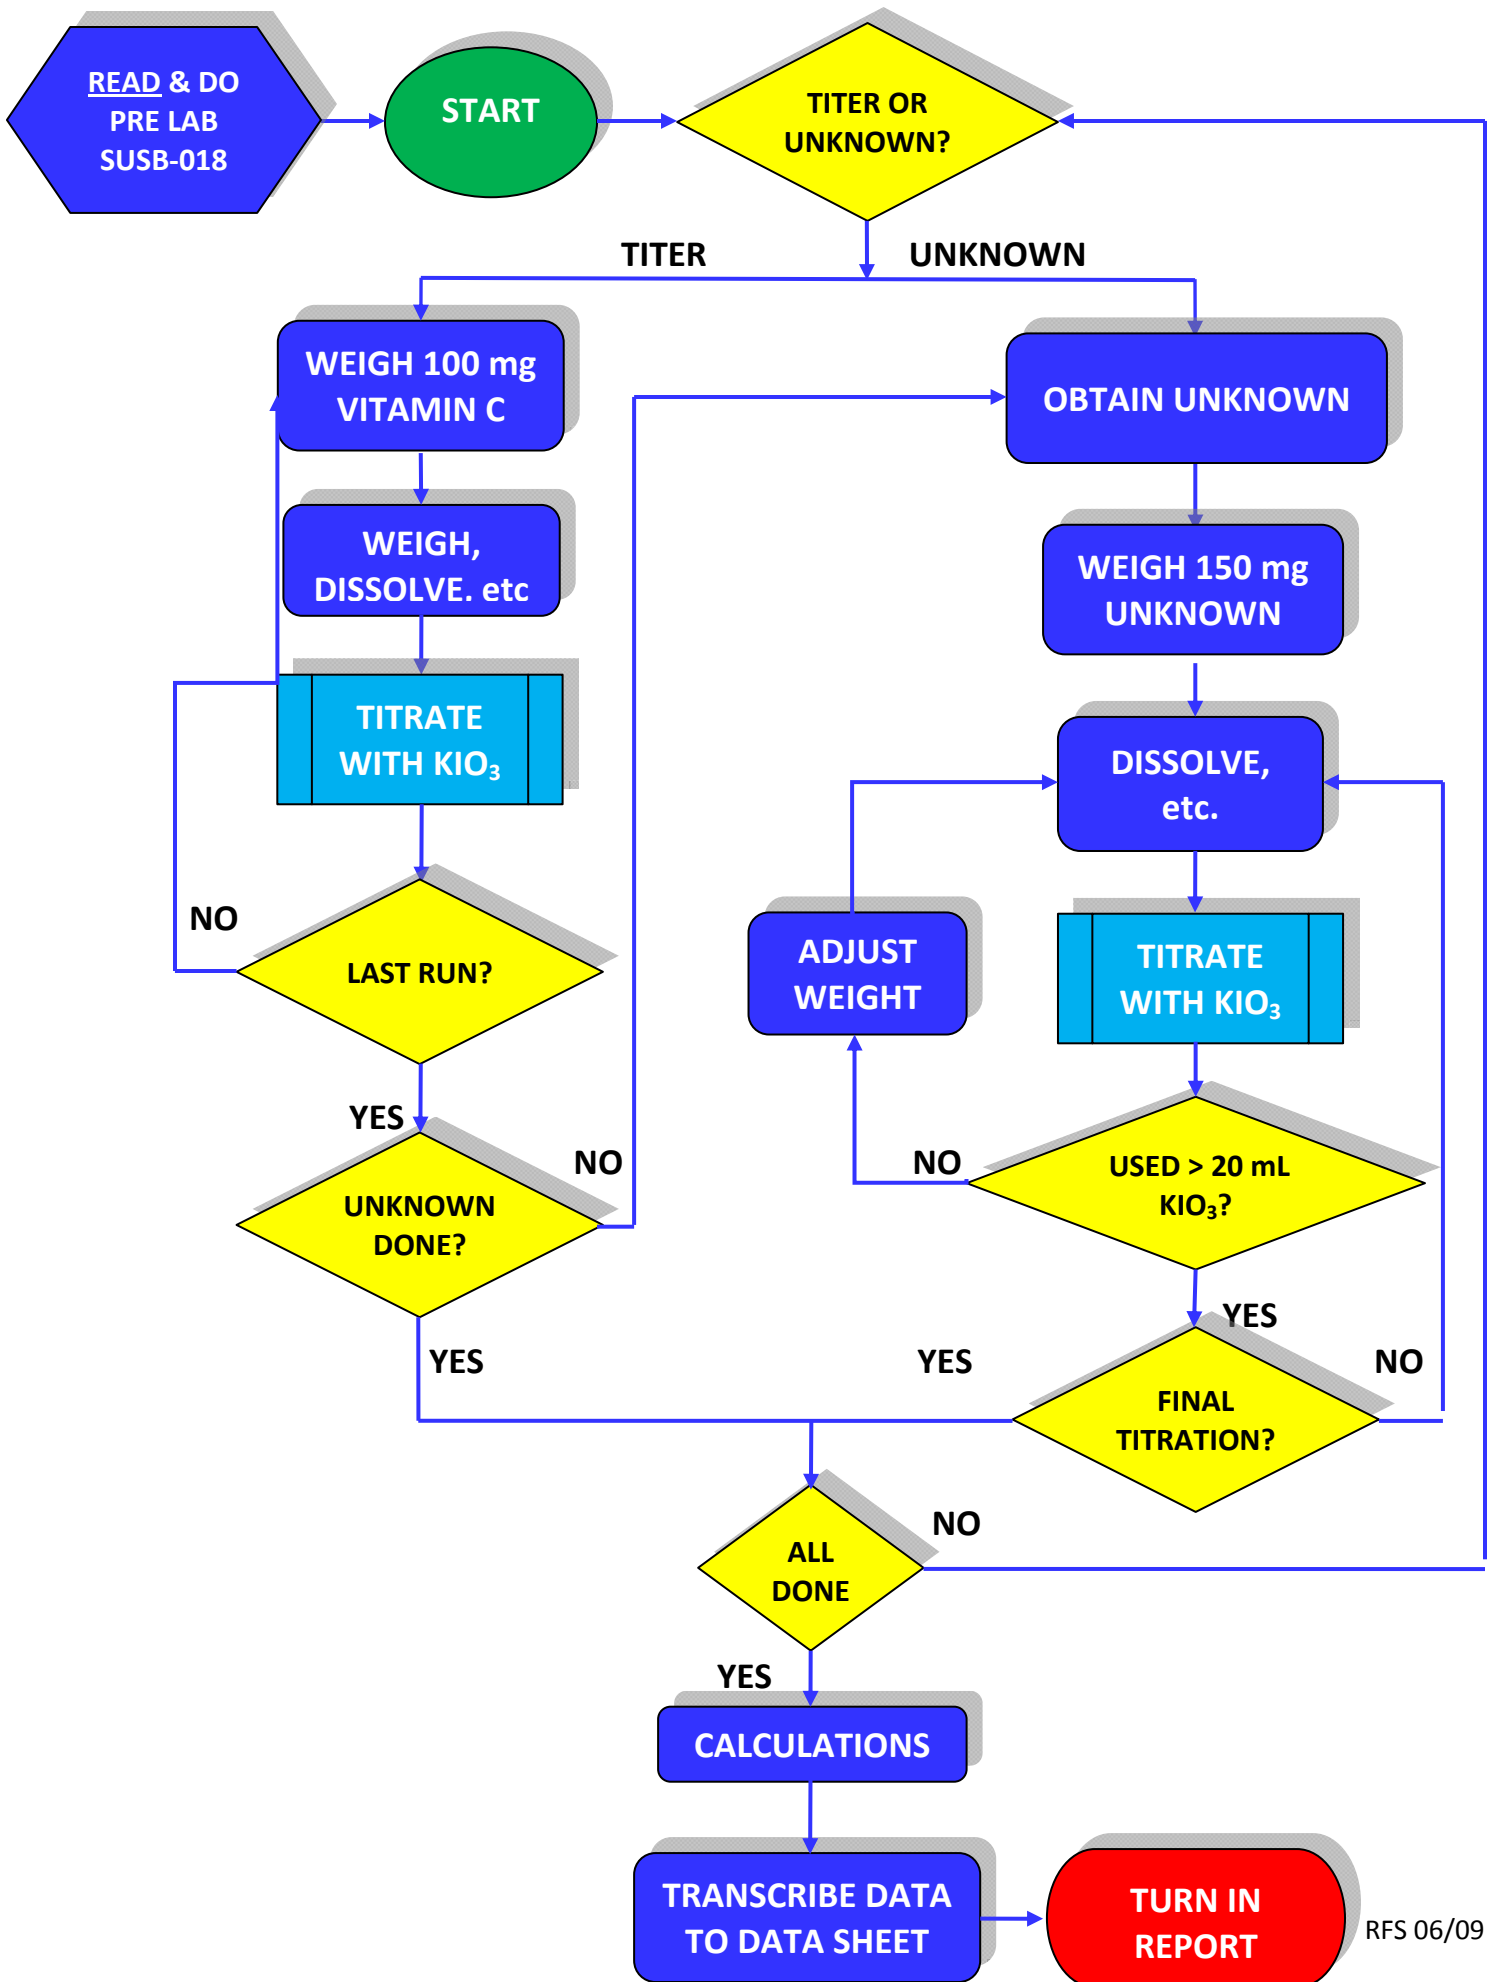 READ & DO
PRE LAB
SUSB-018
START
TITER OR
UNKNOWN?
TITER
UNKNOWN
WEIGH 100 mg
VITAMIN C
OBTAIN UNKNOWN
WEIGH,
DISSOLVE. etc
WEIGH 150 mg
UNKNOWN
TITRATE
WITH KIO₃
DISSOLVE,
etc.
NO
LAST RUN?
ADJUST
WEIGHT
TITRATE
WITH KIO₃
YES
NO
UNKNOWN
DONE?
NO
USED > 20 mL
KIO₃?
YES
YES
YES
NO
FINAL
TITRATION?
ALL
DONE
NO
YES
CALCULATIONS
TRANSCRIBE DATA
TO DATA SHEET
TURN IN
REPORT
RFS 06/09